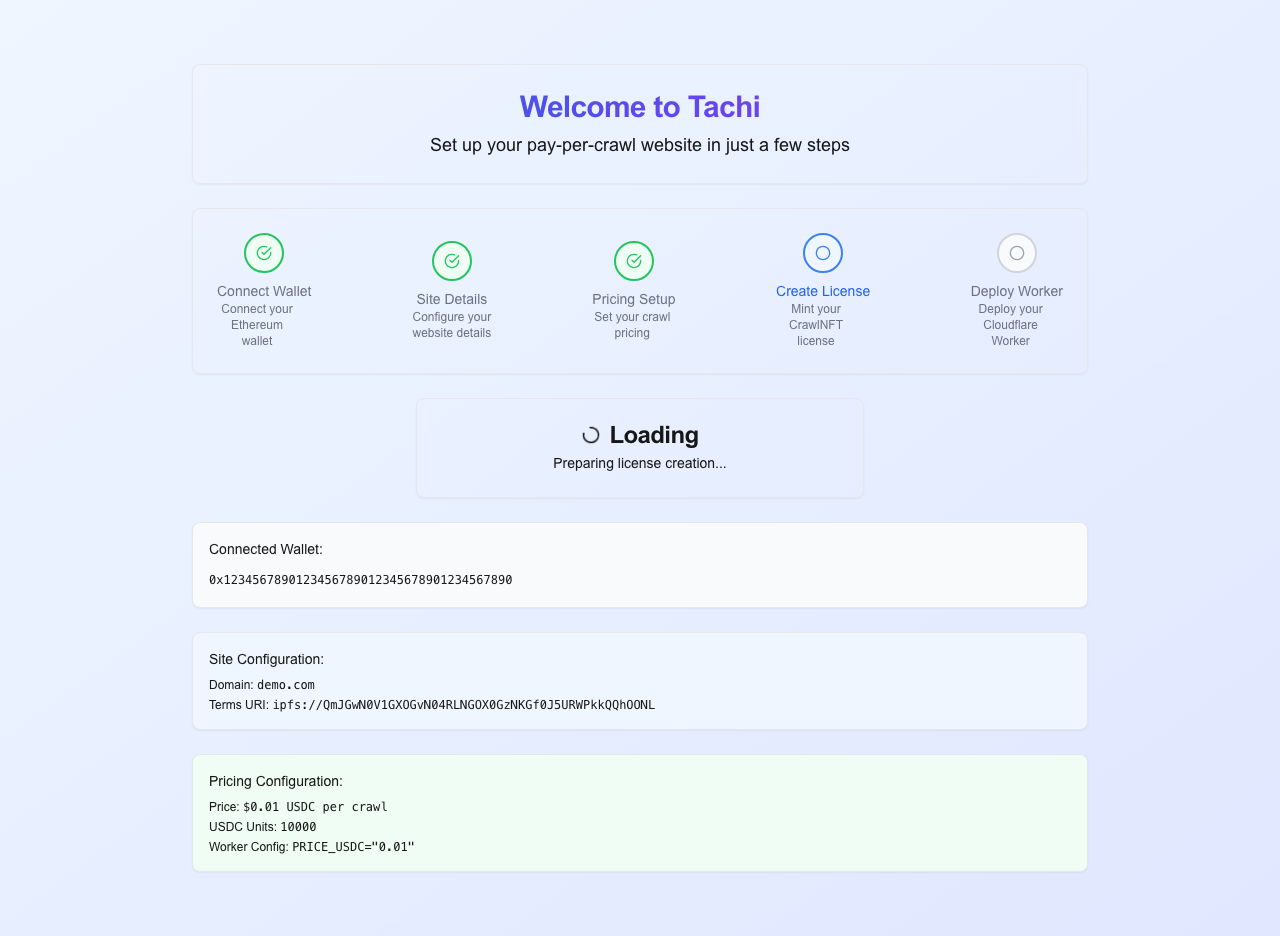 Welcome to Tachi
Set up your pay-per-crawl website in just a few steps
Connect Wallet
Connect your
Ethereum
wallet
Site Details
Configure your
website details
Pricing Setup
Set your crawl
pricing
Create License
Mint your
CrawlNFT
license
Deploy Worker
Deploy your
Cloudflare
Worker
Loading
Preparing license creation...
Connected Wallet:
0x1234567890123456789012345678901234567890
Site Configuration:
Domain: demo.com
Terms URI: ipfs://QmJGwN0V1GXOGvN04RLNGOX0GzNKGf0J5URWPkkQQhOONL
Pricing Configuration:
Price: $0.01 USDC per crawl
USDC Units: 10000
Worker Config: PRICE_USDC="0.01"